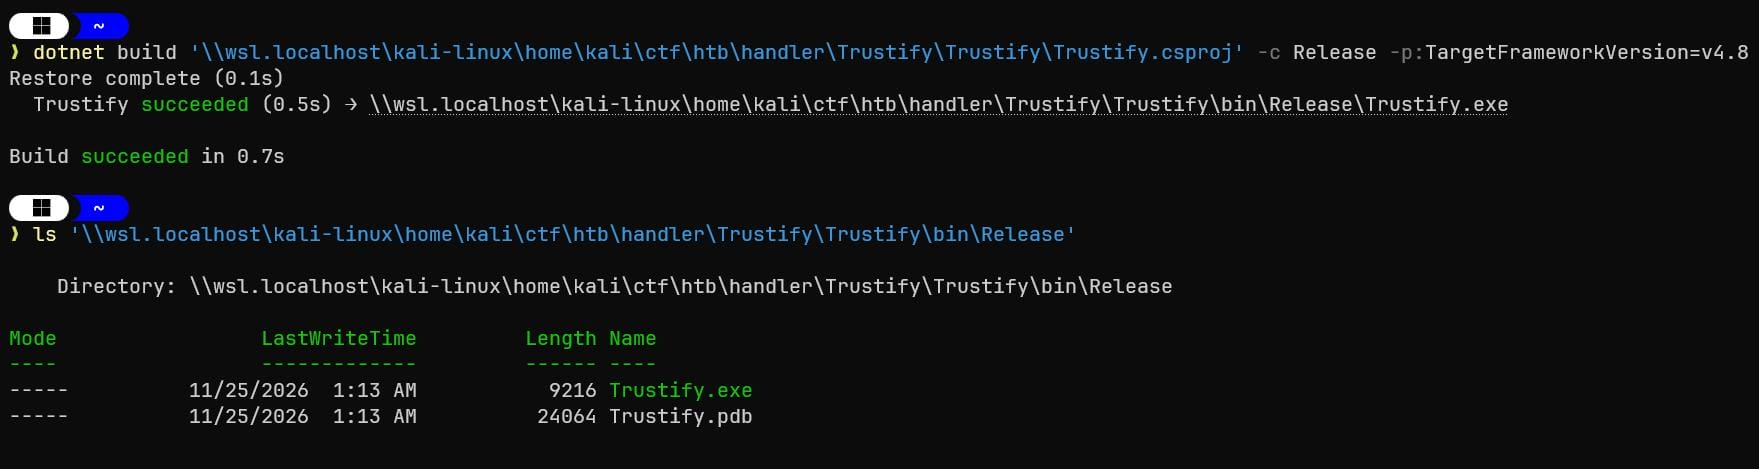 ~
❯ dotnet build '\\wsl.localhost\kali-linux\home\kali\ctf\htb\handler\Trustify\Trustify\Trustify.csproj' -c Release -p:TargetFrameworkVersion=v4.8
Restore complete (0.1s)
  Trustify succeeded (0.5s) → \\wsl.localhost\kali-linux\home\kali\ctf\htb\handler\Trustify\Trustify\bin\Release\Trustify.exe
Build succeeded in 0.7s
~
❯ ls '\\wsl.localhost\kali-linux\home\kali\ctf\htb\handler\Trustify\Trustify\bin\Release'
    Directory: \\wsl.localhost\kali-linux\home\kali\ctf\htb\handler\Trustify\Trustify\bin\Release
Mode                 LastWriteTime         Length Name
----                 -------------         ------ ----
-----          11/25/2026  1:13 AM           9216 Trustify.exe
-----          11/25/2026  1:13 AM          24064 Trustify.pdb